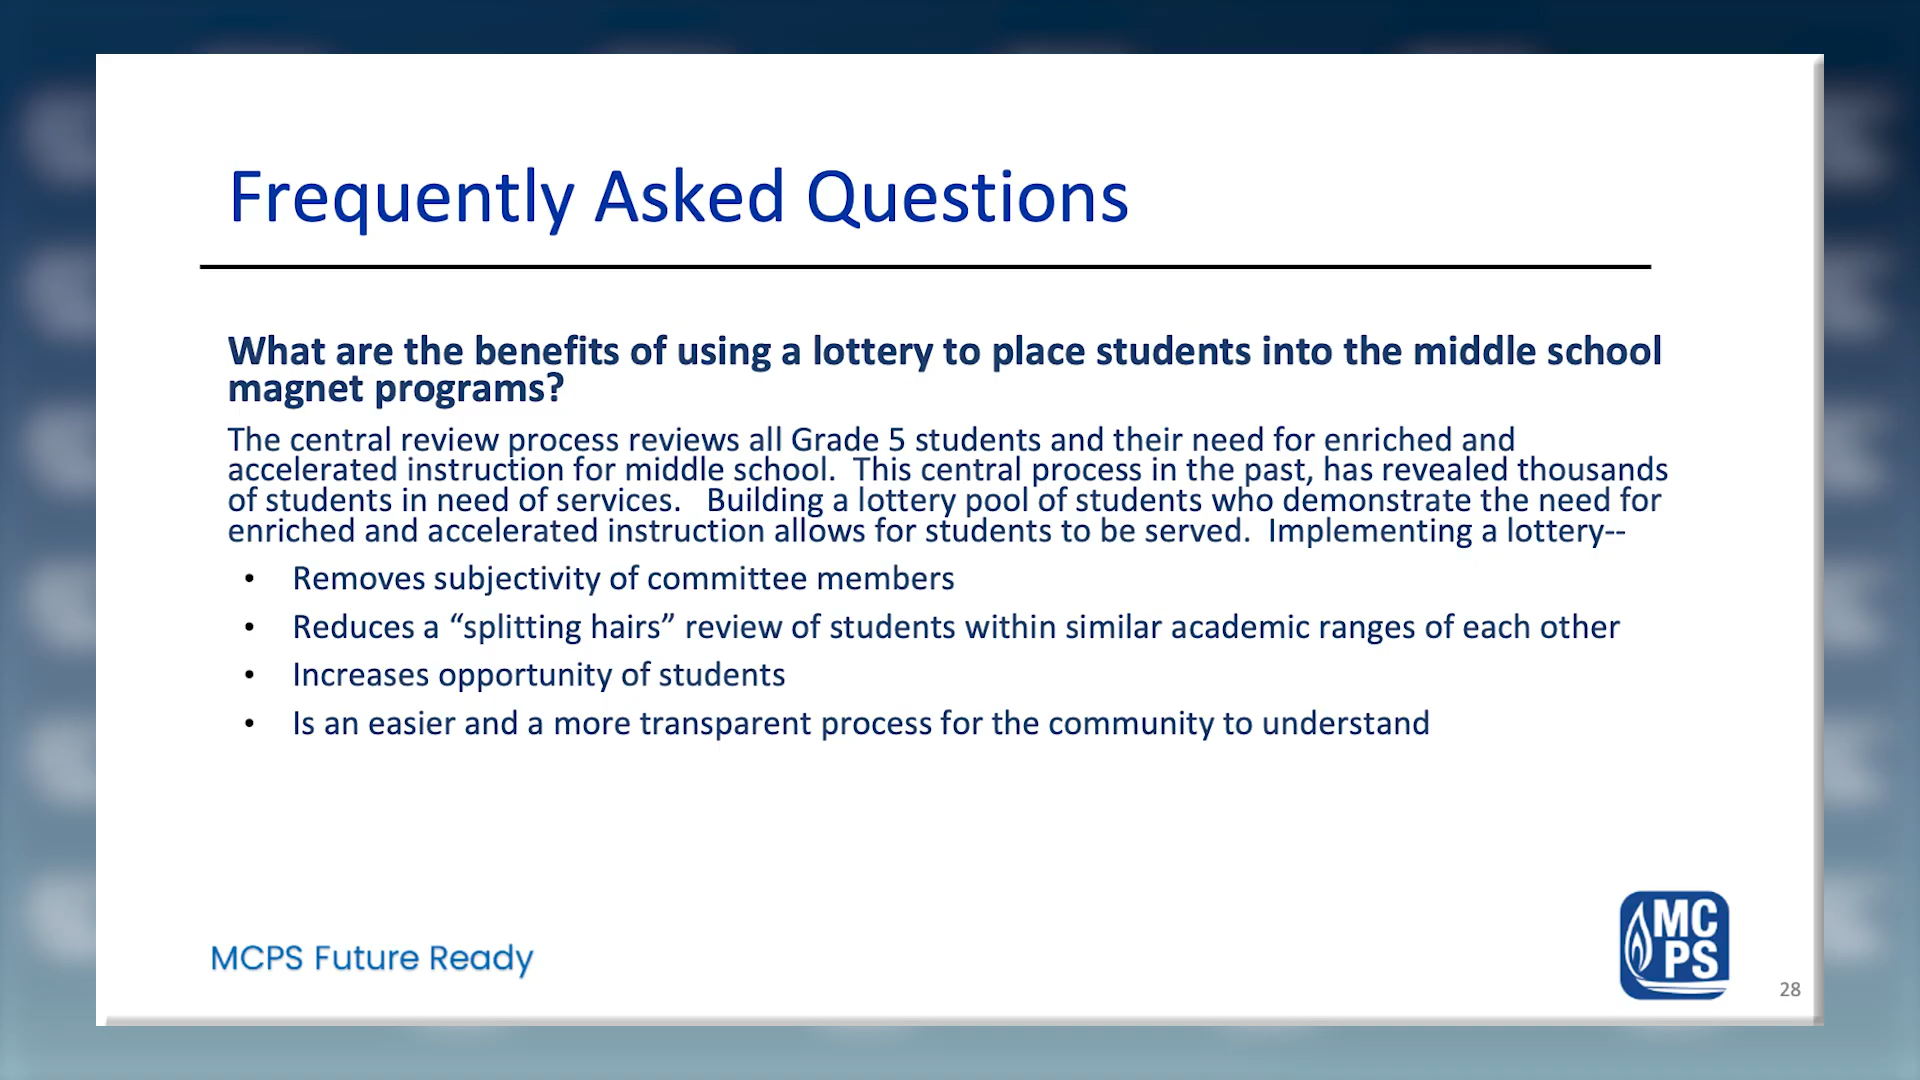 Frequently Asked Questions
What are the benefits of using a lottery to place students into the middle school
magnet programs?
The central review process reviews all Grade 5 students and their need for enriched and
accelerated instruction for middle school.  This central process in the past, has revealed thousands
of students in need of services.   Building a lottery pool of students who demonstrate the need for
enriched and accelerated instruction allows for students to be served.  Implementing a lottery--
• Removes subjectivity of committee members
• Reduces a “splitting hairs” review of students within similar academic ranges of each other
• Increases opportunity of students
• Is an easier and a more transparent process for the community to understand
MCPS Future Ready
MC
PS
28